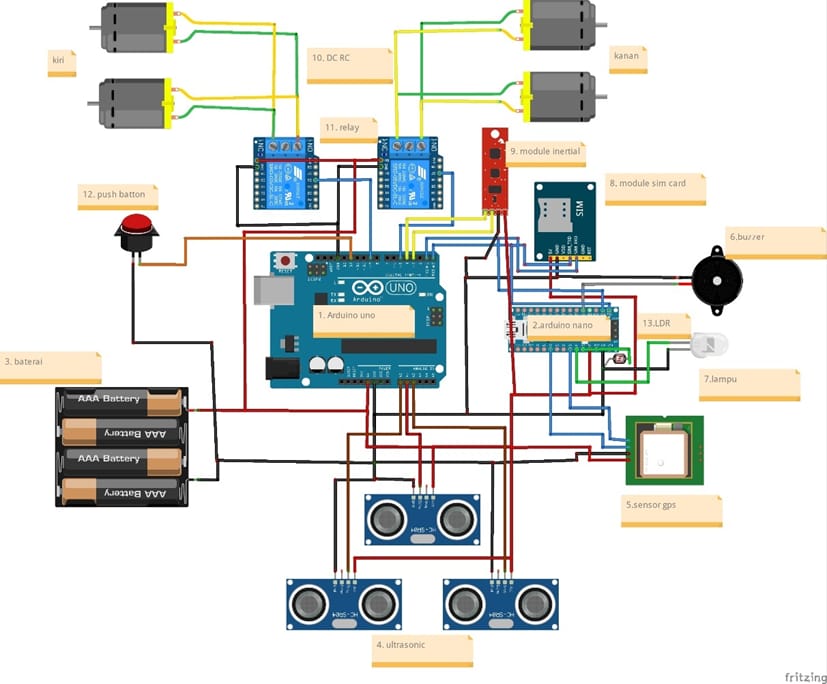 kiri
10. DC RC
kanan
11. relay
9. module inertial
12. push batton
8. module sim card
SIM
6.buzzer
RESET
UNO
Arduino
1. Arduino uno
2.arduino nano
13.LDR
3. baterai
7.lampu
AAA Battery
AAA Battery
AAA Battery
AAA Battery
5.sensor gps
HC-SR04
HC-SR04
HC-SR04
4. ultrasonic
fritzing